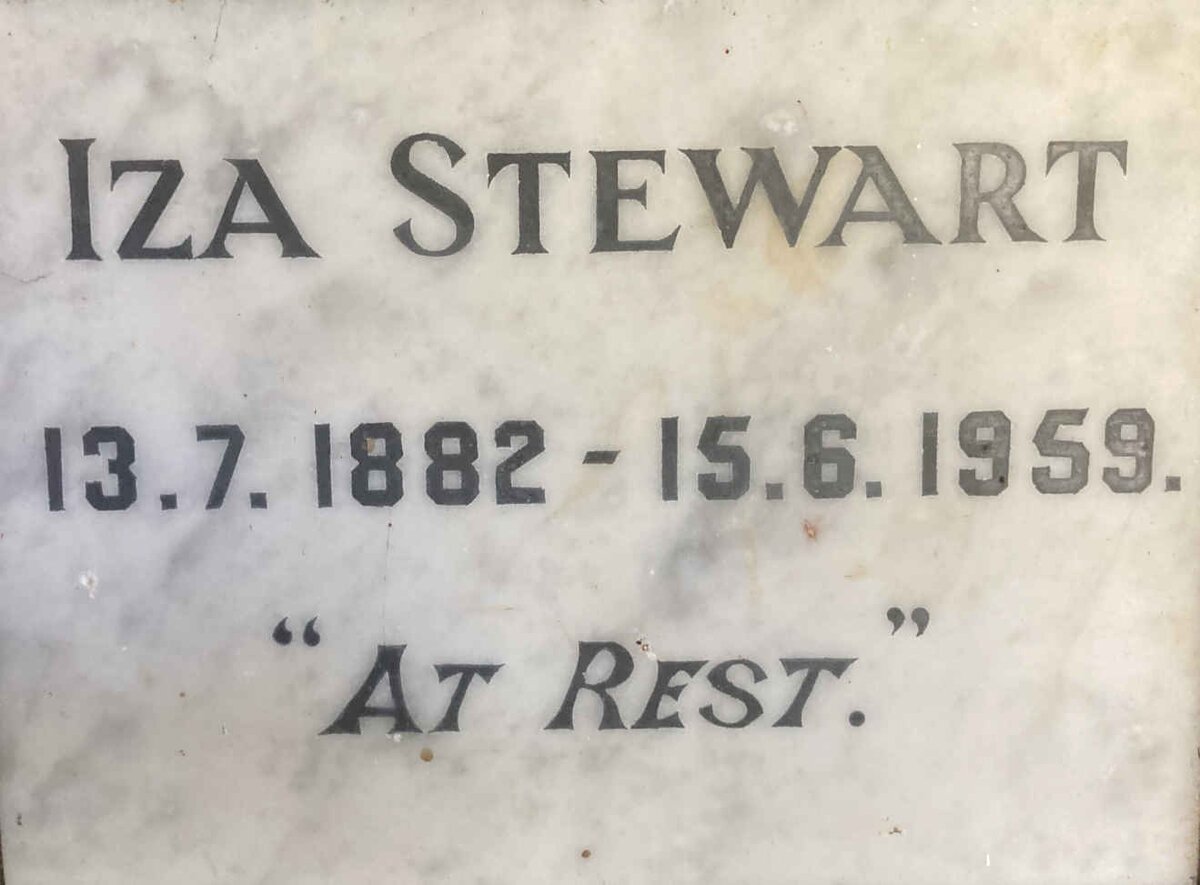 IZA STEWART
13.7.1882 - 15.6.1959.
“AT REST.”